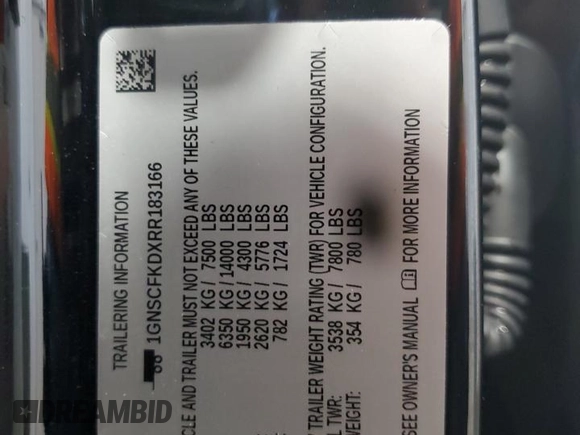 TRAILERING INFORMATION
1GNSCFKDXRR183166
CLE AND TRAILER MUST NOT EXCEED ANY OF THESE VALUES.
3402 KG / 7500 LBS
6350 KG / 14000 LBS
1950 KG / 4300 LBS
2620 KG / 5776 LBS
782 KG / 1724 LBS
TRAILER WEIGHT RATING (TWR) FOR VEHICLE CONFIGURATION.
L TWR: 3538 KG / 7800 LBS
WEIGHT: 354 KG / 780 LBS
SEE OWNER'S MANUAL FOR MORE INFORMATION
DREAMBID